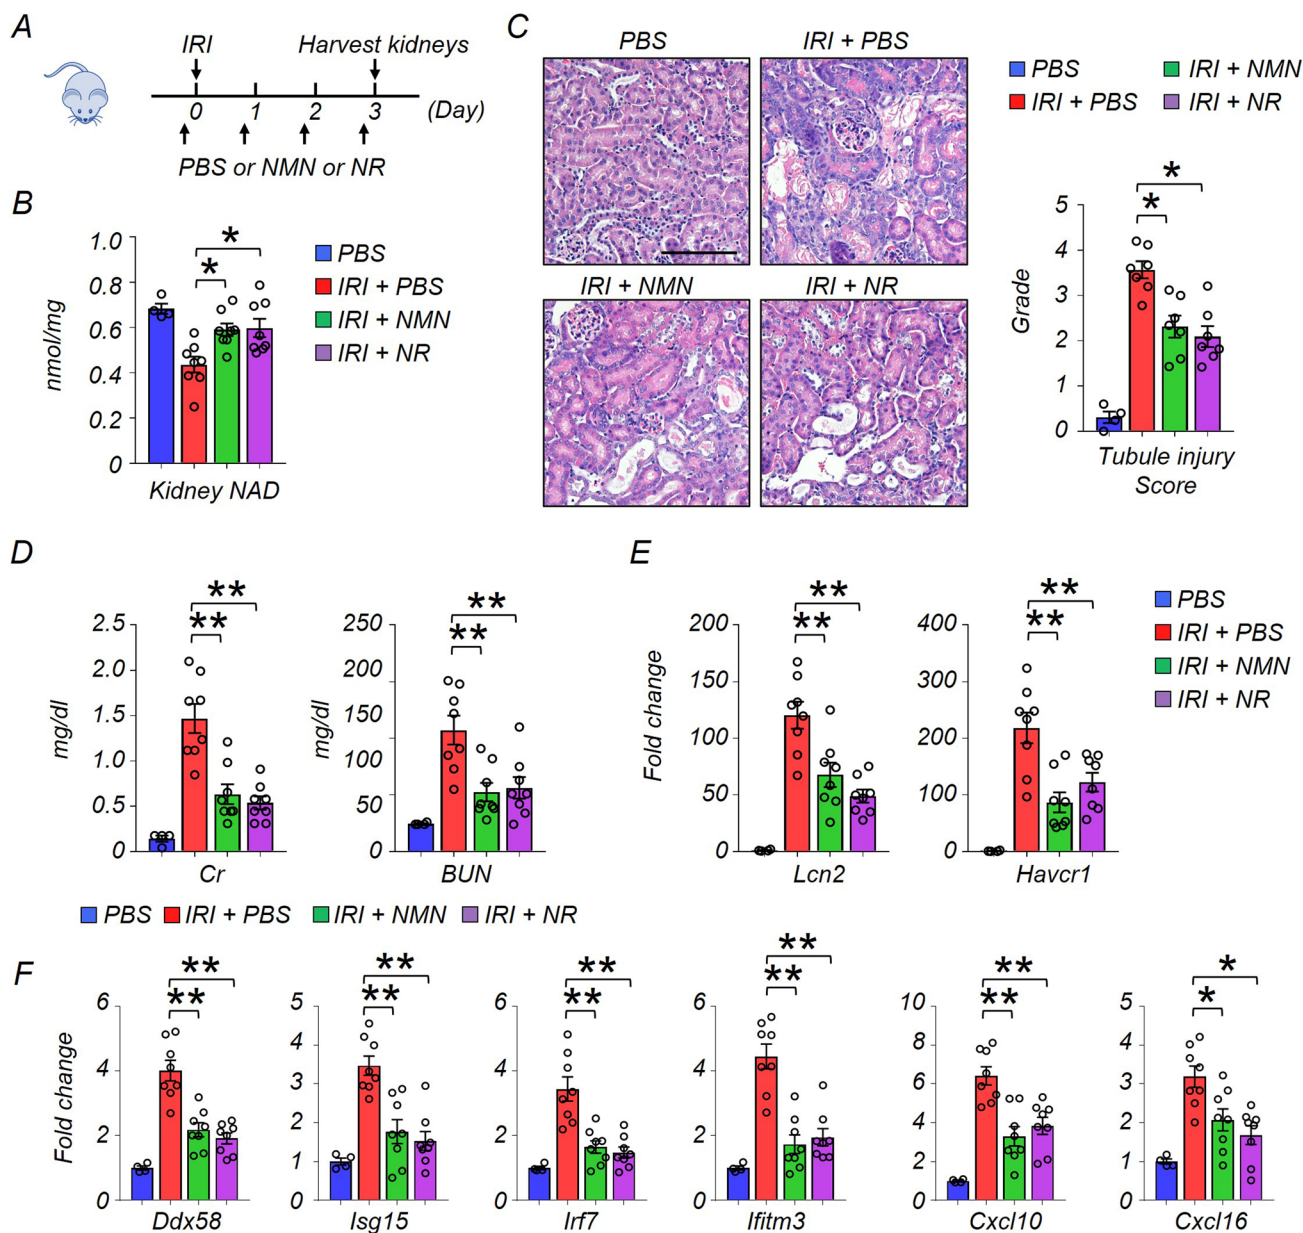 A
IRI
Harvest kidneys
0 1 2 3 (Day)
PBS or NMN or NR
B
1.0
0.8
0.6
0.4
0.2
0
nmol/mg
* *
Kidney NAD
PBS
IRI + PBS
IRI + NMN
IRI + NR
C
PBS
IRI + PBS
IRI + NMN
IRI + NR
PBS
IRI + PBS
IRI + NMN
IRI + NR
5
4
3
2
1
0
Grade
* *
Tubule injury
Score
D
2.5
2.0
1.5
1.0
0.5
0
mg/dl
** **
Cr
250
200
150
100
50
0
mg/dl
** **
BUN
E
200
150
100
50
0
Fold change
** **
Lcn2
400
300
200
100
0
** **
Havcr1
PBS
IRI + PBS
IRI + NMN
IRI + NR
PBS IRI + PBS IRI + NMN IRI + NR
F
6
4
2
0
Fold change
** **
Ddx58
5
4
3
2
1
0
** **
Isg15
6
4
2
0
** **
Irf7
6
4
2
0
** **
Ifitm3
10
8
6
4
2
0
** **
Cxcl10
5
4
3
2
1
0
* *
Cxcl16